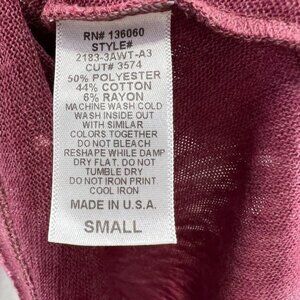 RN# 136060
STYLE#
2183-3AWT-A3
CUT# 3574
50% POLYESTER
44% COTTON
6% RAYON
MACHINE WASH COLD
WASH INSIDE OUT
WITH SIMILAR
COLORS
DO NOT BLEACH
RESHAPE WHILE DAMP
DRY FLAT. DO NOT
TUMBLE DRY
DO NOT IRON PRINT
COOL IRON
MADE IN U.S.A.
SMALL